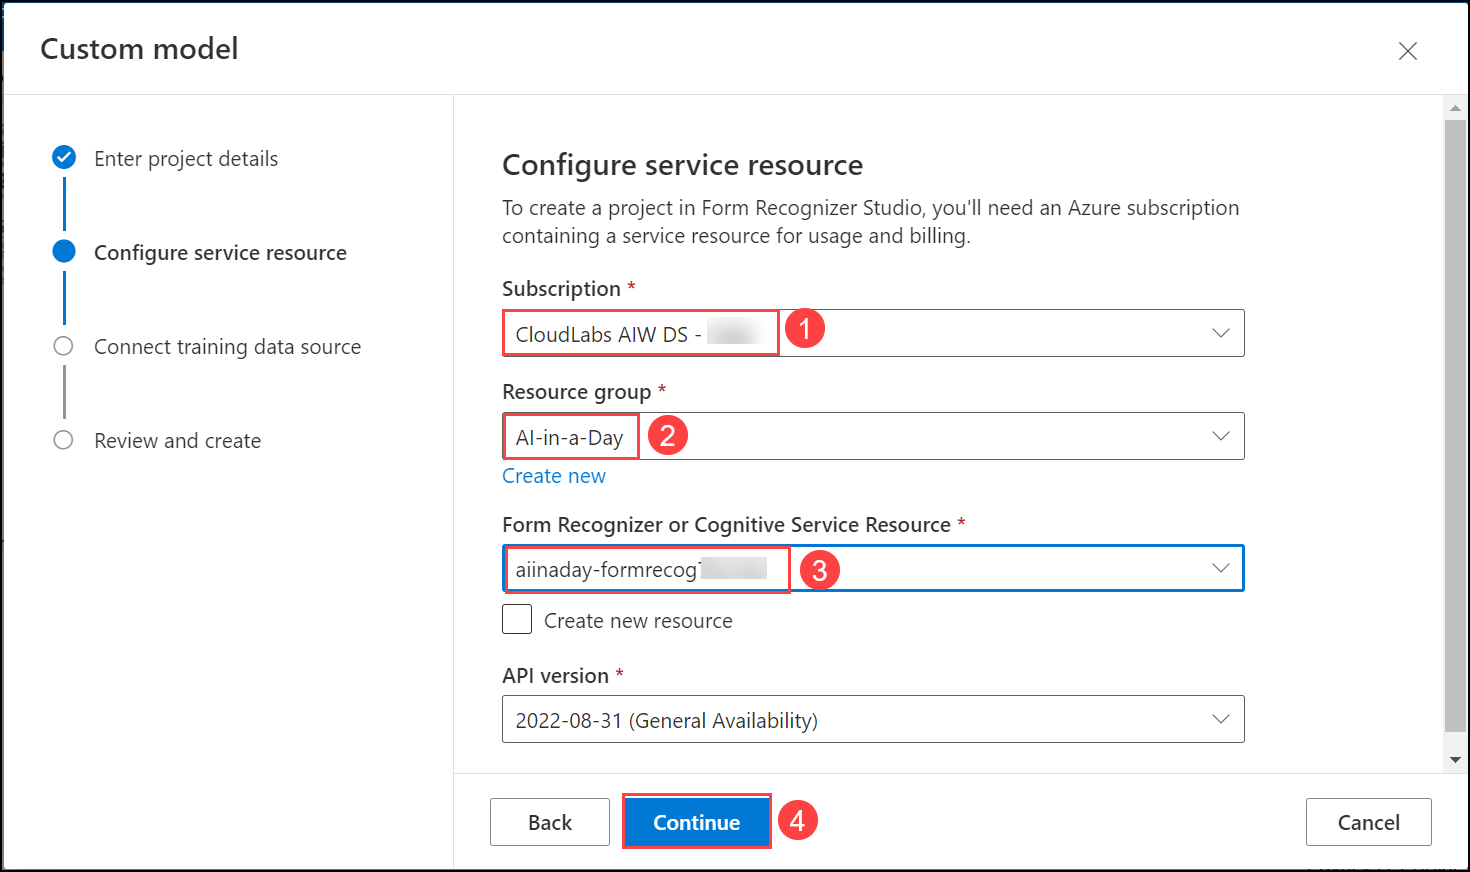 Custom model
Enter project details
Configure service resource
Connect training data source
Review and create
Configure service resource
To create a project in Form Recognizer Studio, you'll need an Azure subscription
containing a service resource for usage and billing.
Subscription *
CloudLabs AIW DS -
1
Resource group *
AI-in-a-Day
2
Create new
Form Recognizer or Cognitive Service Resource *
aiinaday-formrecog
3
Create new resource
API version *
2022-08-31 (General Availability)
Back
Continue
4
Cancel